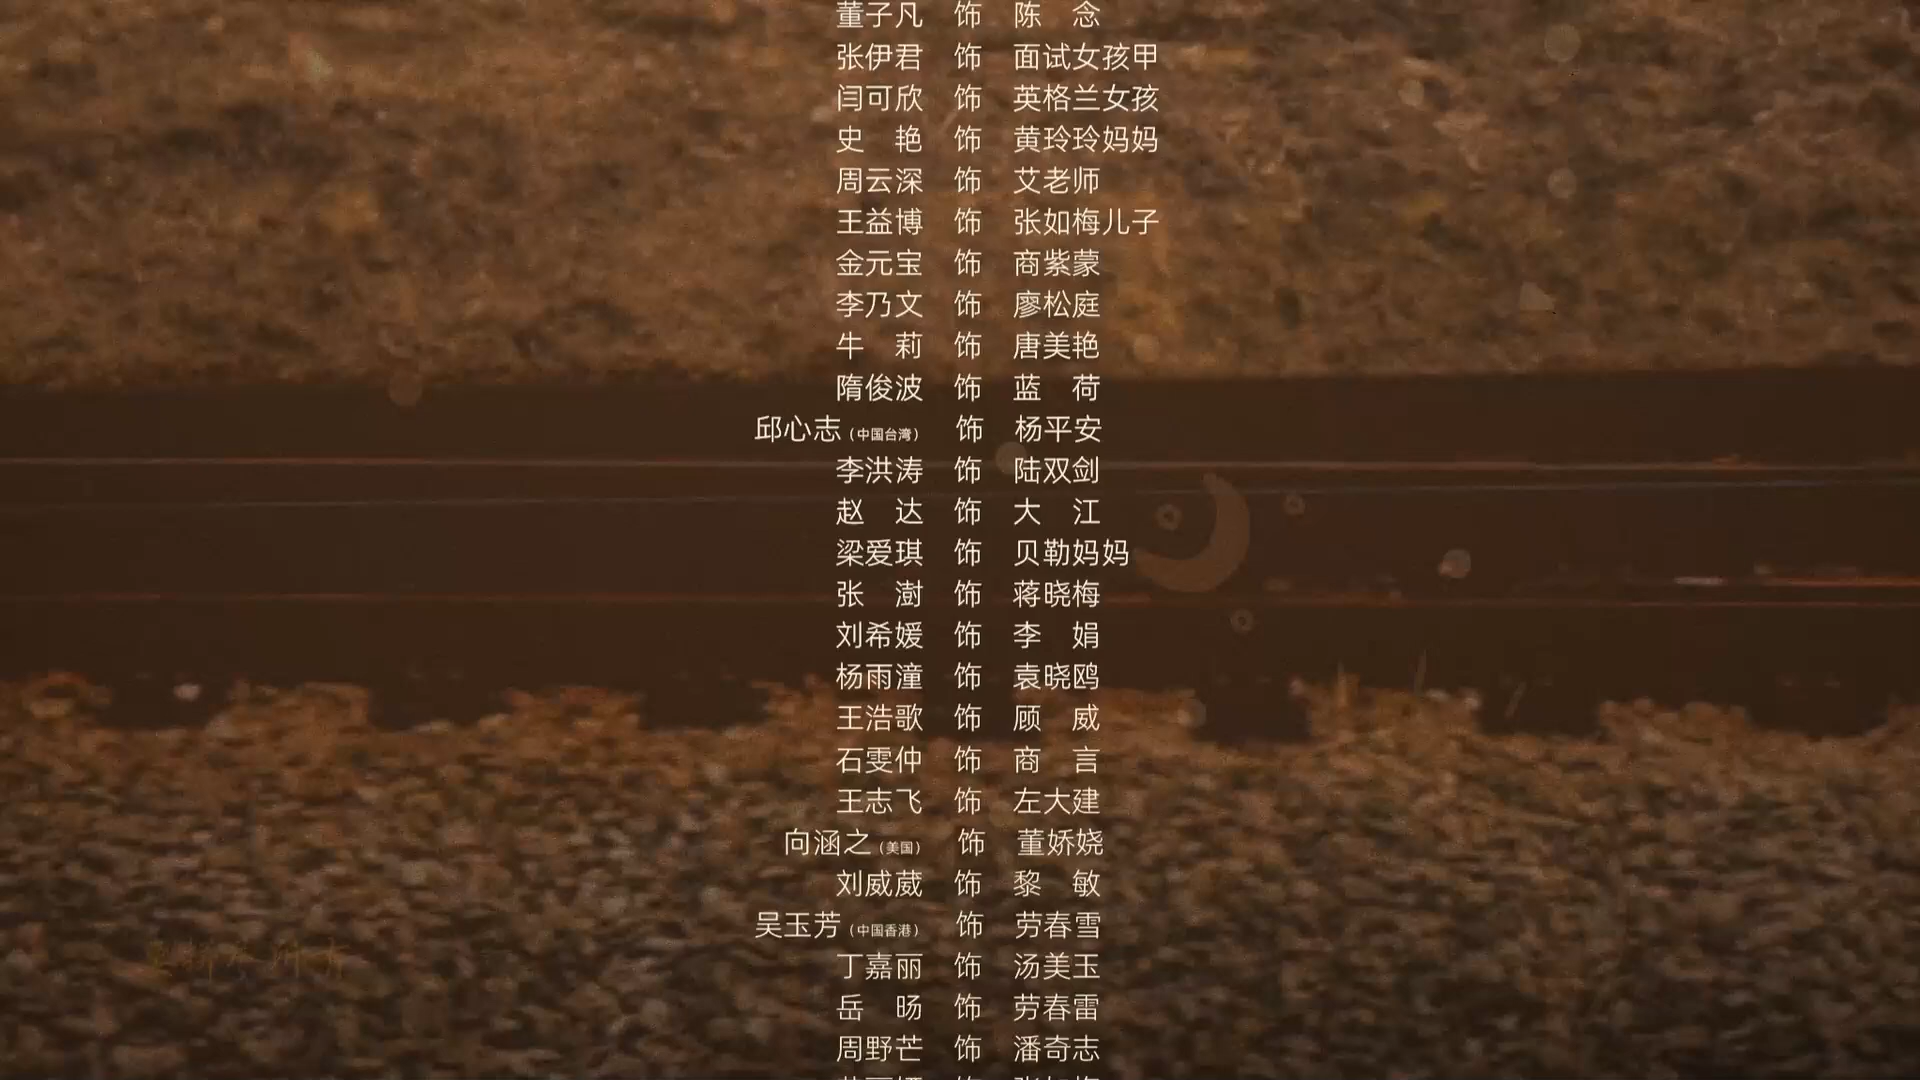 董子凡 饰 陈 念
张伊君 饰 面试女孩甲
闫可欣 饰 英格兰女孩
史 艳 饰 黄玲玲妈妈
周云深 饰 艾老师
王益博 饰 张如梅儿子
金元宝 饰 商紫蒙
李乃文 饰 廖松庭
牛 莉 饰 唐美艳
隋俊波 饰 蓝 荷
邱心志（中国台湾） 饰 杨平安
李洪涛 饰 陆双剑
赵 达 饰 大 江
梁爱琪 饰 贝勒妈妈
张 澍 饰 蒋晓梅
刘希媛 饰 李 娟
杨雨潼 饰 袁晓鸥
王浩歌 饰 顾 威
石雯仲 饰 商 言
王志飞 饰 左大建
向涵之（美国） 饰 董娇娆
刘威葳 饰 黎 敏
吴玉芳（中国香港） 饰 劳春雪
丁嘉丽 饰 汤美玉
岳 旸 饰 劳春雷
周野芒 饰 潘奇志